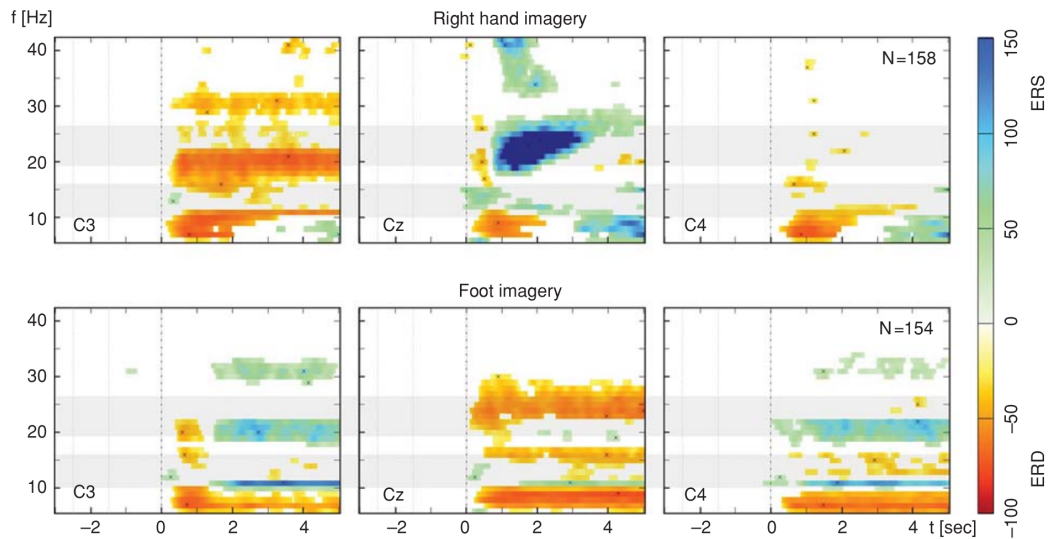 f [Hz]
Right hand imagery
40
30
20
10
C3
Cz
C4
N=158
Foot imagery
40
30
20
10
C3
Cz
C4
N=154
−2 0 2 4
−2 0 2 4
−2 0 2 4 t [sec]
150
100
50
0
−50
−100
ERS
ERD